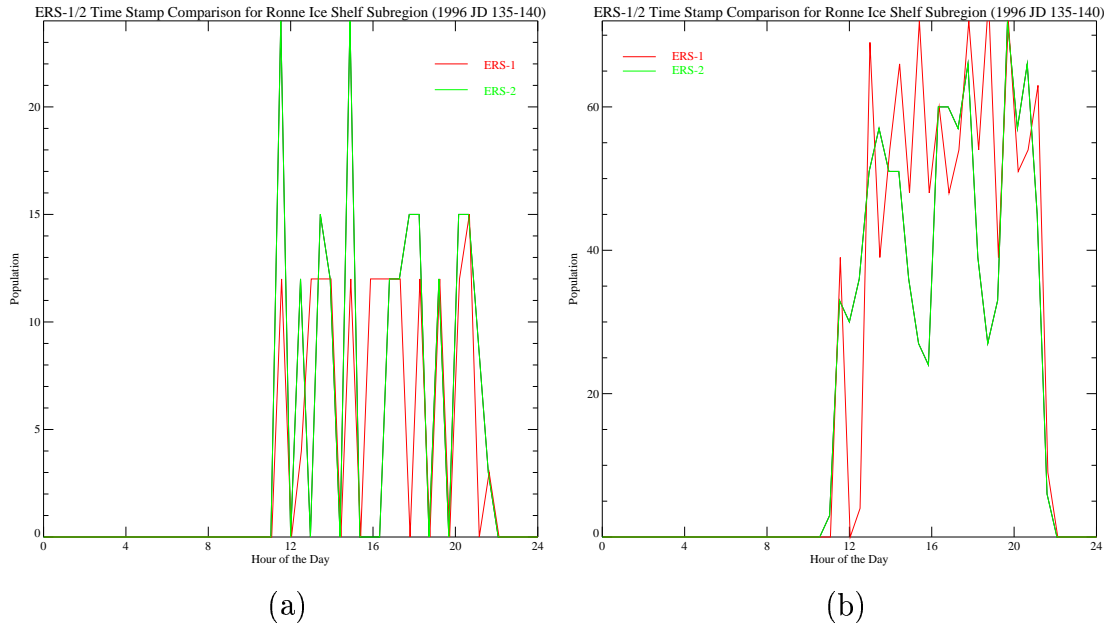 ERS-1/2 Time Stamp Comparison for Ronne Ice Shelf Subregion (1996 JD 135-140)
ERS-1
ERS-2
Population
20
15
10
5
0
0 4 8 12 16 20 24
Hour of the Day
(a)
ERS-1/2 Time Stamp Comparison for Ronne Ice Shelf Subregion (1996 JD 135-140)
ERS-1
ERS-2
Population
60
40
20
0
0 4 8 12 16 20 24
Hour of the Day
(b)